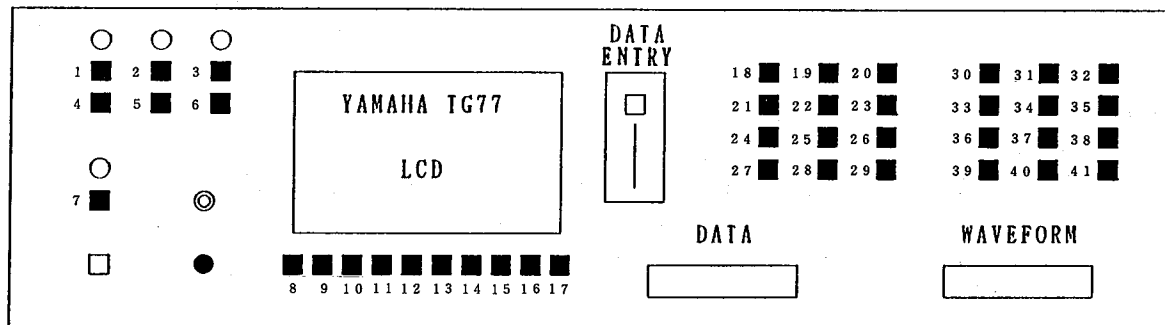 DATA
ENTRY
1 2 3
4 5 6
7
YAMAHA TG77
LCD
8 9 10 11 12 13 14 15 16 17
18 19 20
21 22 23
24 25 26
27 28 29
30 31 32
33 34 35
36 37 38
39 40 41
DATA
WAVEFORM